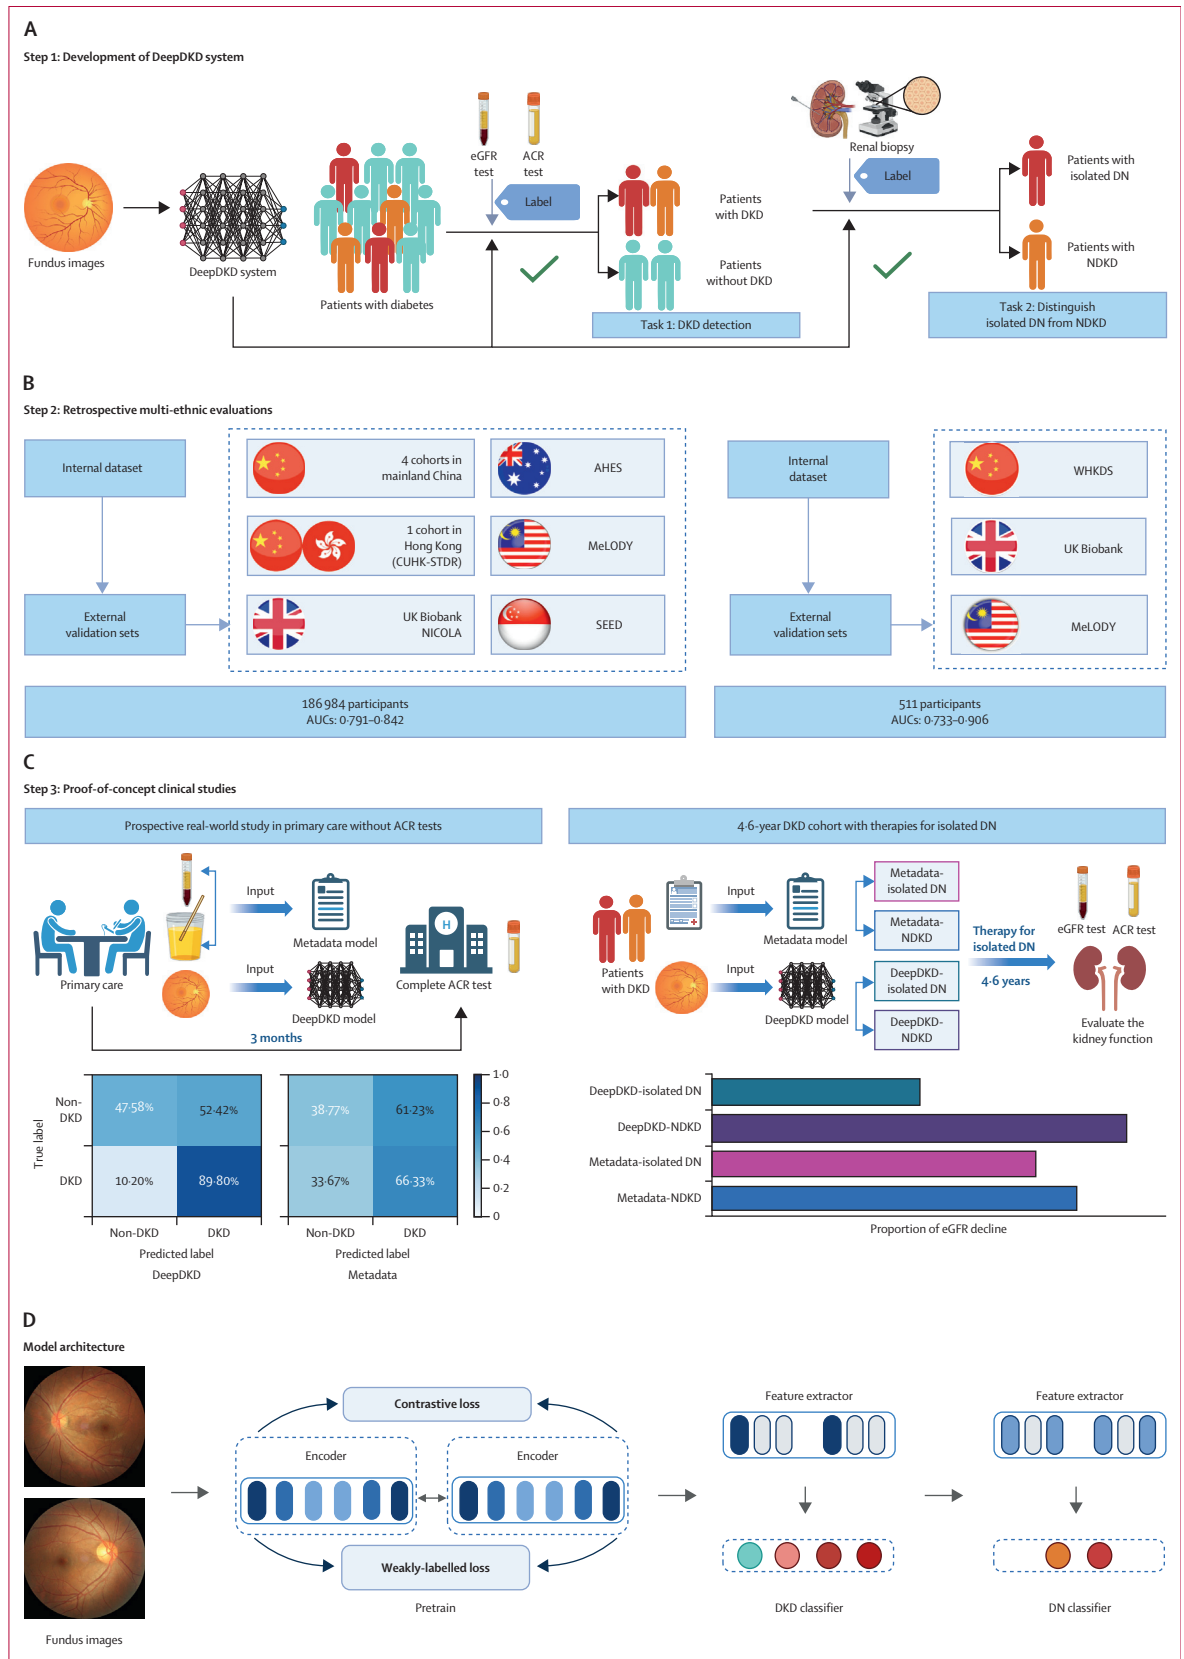 A
Step 1: Development of DeepDKD system
Fundus images
DeepDKD system
Patients with diabetes
eGFR
test
ACR
test
Label
Patients
with DKD
Patients
without DKD
Task 1: DKD detection
Renal biopsy
Label
Patients with
isolated DN
Patients with
NDKD
Task 2: Distinguish
isolated DN from NDKD
B
Step 2: Retrospective multi-ethnic evaluations
Internal dataset
External
validation sets
4 cohorts in
mainland China
AHES
1 cohort in
Hong Kong
(CUHK-STDR)
MeLODY
UK Biobank
NICOLA
SEED
186 984 participants
AUCs: 0·791–0·842
Internal
dataset
External
validation sets
WHKDS
UK Biobank
MeLODY
511 participants
AUCs: 0·733–0·906
C
Step 3: Proof-of-concept clinical studies
Prospective real-world study in primary care without ACR tests
Primary care
Input
Metadata model
Input
DeepDKD model
H
Complete ACR test
3 months
True label
Non-
DKD
DKD
47·58%
52·42%
10·20%
89·80%
Non-DKD
DKD
Predicted label
DeepDKD
38·77%
61·23%
33·67%
66·33%
Non-DKD
DKD
Predicted label
Metadata
1·0
0·8
0·6
0·4
0·2
0
4·6-year DKD cohort with therapies for isolated DN
Patients
with DKD
Input
Metadata model
Input
DeepDKD model
Metadata-
isolated DN
Metadata-
NDKD
DeepDKD-
isolated DN
DeepDKD-
NDKD
Therapy for
isolated DN
4·6 years
eGFR test
ACR test
Evaluate the
kidney function
DeepDKD-isolated DN
DeepDKD-NDKD
Metadata-isolated DN
Metadata-NDKD
Proportion of eGFR decline
D
Model architecture
Fundus images
Contrastive loss
Encoder
Encoder
Weakly-labelled loss
Pretrain
Feature extractor
DKD classifier
Feature extractor
DN classifier